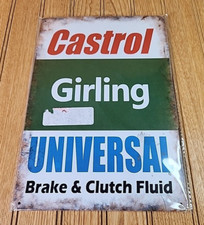 Castrol
Girling
UNIVERSAL
Brake & Clutch Fluid